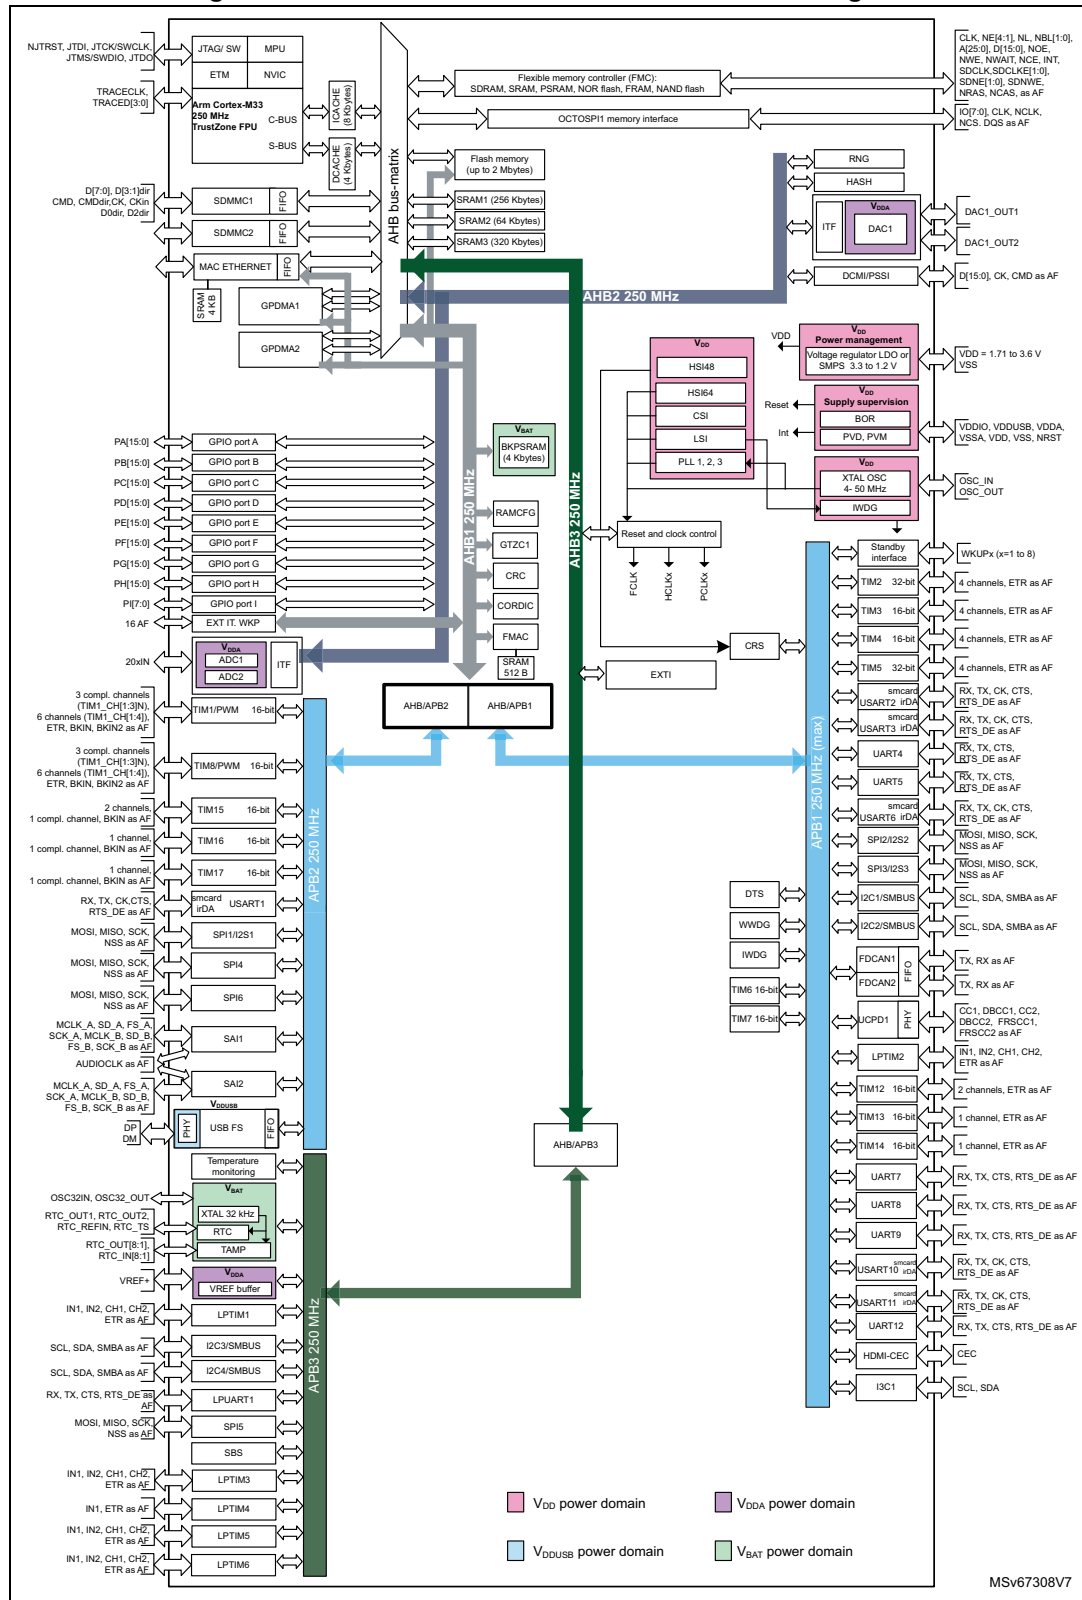 NJTRST, JTDI, JTCK/SWCLK,
JTMS/SWDIO, JTDO
TRACECLK,
TRACED[3:0]
JTAG/ SW
MPU
ETM
NVIC
Arm Cortex-M33
250 MHz
TrustZone FPU
C-BUS
S-BUS
ICACHE
(8 Kbytes)
DCACHE
(4 Kbytes)
AHB bus-matrix
Flexible memory controller (FMC):
SDRAM, SRAM, PSRAM, NOR flash, FRAM, NAND flash
CLK, NE[4:1], NL, NBL[1:0],
A[25:0], D[15:0], NOE,
NWE, NWAIT, NCE, INT,
SDCLK,SDCLKE[1:0],
SDNE[1:0], SDNWE,
NRAS, NCAS, as AF
OCTOSPI1 memory interface
IO[7:0], CLK, NCLK,
NCS. DQS as AF
Flash memory
(up to 2 Mbytes)
SRAM1 (256 Kbytes)
SRAM2 (64 Kbytes)
SRAM3 (320 Kbytes)
RNG
HASH
ITF
VDDA
DAC1
DAC1_OUT1
DAC1_OUT2
DCMI/PSSI
D[15:0], CK, CMD as AF
D[7:0], D[3:1]dir
CMD, CMDdir,CK, CKin
D0dir, D2dir
SDMMC1
FIFO
SDMMC2
FIFO
MAC ETHERNET
FIFO
SRAM
4 KB
GPDMA1
GPDMA2
AHB2 250 MHz
VDD
VDD
Power management
Voltage regulator LDO or
SMPS 3.3 to 1.2 V
VDD = 1.71 to 3.6 V
VSS
VDD
HSI48
HSI64
CSI
LSI
PLL 1, 2, 3
Reset
Int
VDD
Supply supervision
BOR
PVD, PVM
VDDIO, VDDUSB, VDDA,
VSSA, VDD, VSS, NRST
VDD
XTAL OSC
4- 50 MHz
IWDG
OSC_IN
OSC_OUT
PA[15:0]
GPIO port A
PB[15:0]
GPIO port B
PC[15:0]
GPIO port C
PD[15:0]
GPIO port D
PE[15:0]
GPIO port E
PF[15:0]
GPIO port F
PG[15:0]
GPIO port G
PH[15:0]
GPIO port H
PI[7:0]
GPIO port I
16 AF
EXT IT. WKP
20xIN
VDDA
ADC1
ADC2
ITF
AHB1 250 MHz
VBAT
BKPSRAM
(4 Kbytes)
RAMCFG
GTZC1
CRC
CORDIC
FMAC
SRAM
512 B
AHB3 250 MHz
Reset and clock control
FCLK
HCLKx
PCLKx
CRS
EXTI
AHB/APB2
AHB/APB1
3 compl. channels
(TIM1_CH[1:3]N),
6 channels (TIM1_CH[1:4]),
ETR, BKIN, BKIN2 as AF
TIM1/PWM 16-bit
3 compl. channels
(TIM1_CH[1:3]N),
6 channels (TIM1_CH[1:4]),
ETR, BKIN, BKIN2 as AF
TIM8/PWM 16-bit
2 channels,
1 compl. channel, BKIN as AF
TIM15 16-bit
1 channel,
1 compl. channel, BKIN as AF
TIM16 16-bit
1 channel,
1 compl. channel, BKIN as AF
TIM17 16-bit
RX, TX, CK,CTS,
RTS_DE as AF
smcard
irDA
USART1
MOSI, MISO, SCK,
NSS as AF
SPI1/I2S1
MOSI, MISO, SCK,
NSS as AF
SPI4
MOSI, MISO, SCK,
NSS as AF
SPI6
MCLK_A, SD_A, FS_A,
SCK_A, MCLK_B, SD_B,
FS_B, SCK_B as AF
SAI1
AUDIOCLK as AF
MCLK_A, SD_A, FS_A,
SCK_A, MCLK_B, SD_B,
FS_B, SCK_B as AF
SAI2
DP
DM
VDDUSB
PHY
USB FS
FIFO
APB2 250 MHz
Temperature
monitoring
OSC32IN, OSC32_OUT
VBAT
XTAL 32 kHz
RTC_OUT1, RTC_OUT2,
RTC_REFIN, RTC_TS
RTC
RTC_OUT[8:1],
RTC_IN[8:1]
TAMP
VREF+
VDDA
VREF buffer
IN1, IN2, CH1, CH2,
ETR as AF
LPTIM1
SCL, SDA, SMBA as AF
I2C3/SMBUS
SCL, SDA, SMBA as AF
I2C4/SMBUS
RX, TX, CTS, RTS_DE as
AF
LPUART1
MOSI, MISO, SCK,
NSS as AF
SPI5
SBS
IN1, IN2, CH1, CH2,
ETR as AF
LPTIM3
IN1, ETR as AF
LPTIM4
IN1, IN2, CH1, CH2,
ETR as AF
LPTIM5
IN1, IN2, CH1, CH2,
ETR as AF
LPTIM6
APB3 250 MHz
AHB/APB3
DTS
WWDG
IWDG
TIM6 16-bit
TIM7 16-bit
APB1 250 MHz (max)
Standby
interface
WKUPx (x=1 to 8)
TIM2 32-bit
4 channels, ETR as AF
TIM3 16-bit
4 channels, ETR as AF
TIM4 16-bit
4 channels, ETR as AF
TIM5 32-bit
4 channels, ETR as AF
smcard
USART2 irDA
RX, TX, CK, CTS,
RTS_DE as AF
smcard
USART3 irDA
RX, TX, CK, CTS,
RTS_DE as AF
UART4
RX, TX, CTS,
RTS_DE as AF
UART5
RX, TX, CTS,
RTS_DE as AF
smcard
USART6 irDA
RX, TX, CK, CTS,
RTS_DE as AF
SPI2/I2S2
MOSI, MISO, SCK,
NSS as AF
SPI3/I2S3
MOSI, MISO, SCK,
NSS as AF
I2C1/SMBUS
SCL, SDA, SMBA as AF
I2C2/SMBUS
SCL, SDA, SMBA as AF
FDCAN1
TX, RX as AF
FDCAN2
FIFO
TX, RX as AF
UCPD1
PHY
CC1, DBCC1, CC2,
DBCC2, FRSCC1,
FRSCC2 as AF
LPTIM2
IN1, IN2, CH1, CH2,
ETR as AF
TIM12 16-bit
2 channels, ETR as AF
TIM13 16-bit
1 channel, ETR as AF
TIM14 16-bit
1 channel, ETR as AF
UART7
RX, TX, CTS, RTS_DE as AF
UART8
RX, TX, CTS, RTS_DE as AF
UART9
RX, TX, CTS, RTS_DE as AF
smcard
USART10 irDA
RX, TX, CK, CTS,
RTS_DE as AF
smcard
USART11 irDA
RX, TX, CK, CTS,
RTS_DE as AF
UART12
RX, TX, CTS, RTS_DE as AF
HDMI-CEC
CEC
I3C1
SCL, SDA
VDD power domain
VDDA power domain
VDDUSB power domain
VBAT power domain
MSv67308V7